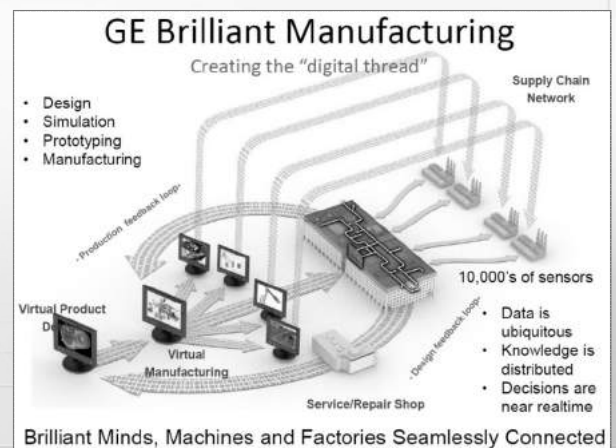 GE Brilliant Manufacturing
Creating the "digital thread"
• Design
• Simulation
• Prototyping
• Manufacturing
Supply Chain
Network
- Production feedback loop-
10,000's of sensors
Virtual Product
Virtual
Manufacturing
- Design feedback loop-
• Data is
ubiquitous
• Knowledge is
distributed
• Decisions are
near realtime
Service/Repair Shop
Brilliant Minds, Machines and Factories Seamlessly Connected